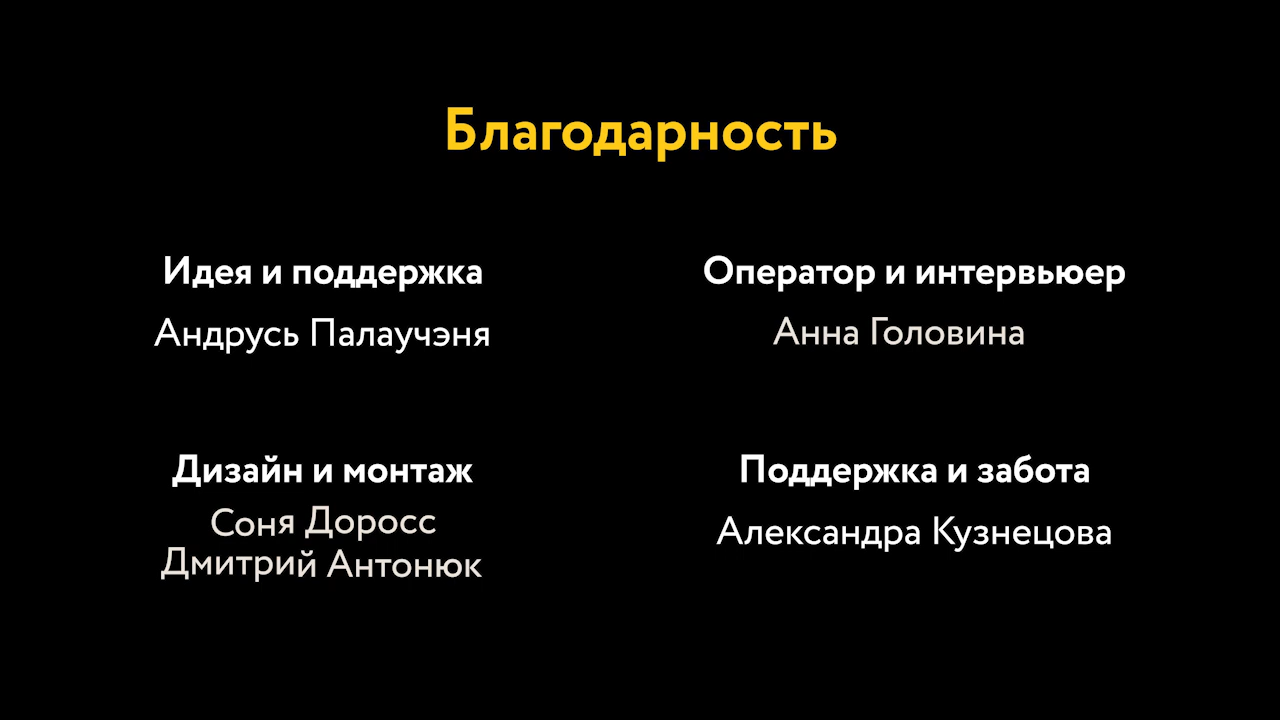 Благодарность
Идея и поддержка
Андрусь Палаучэня
Оператор и интервьюер
Анна Головина
Дизайн и монтаж
Соня Доросс
Дмитрий Антонюк
Поддержка и забота
Александра Кузнецова